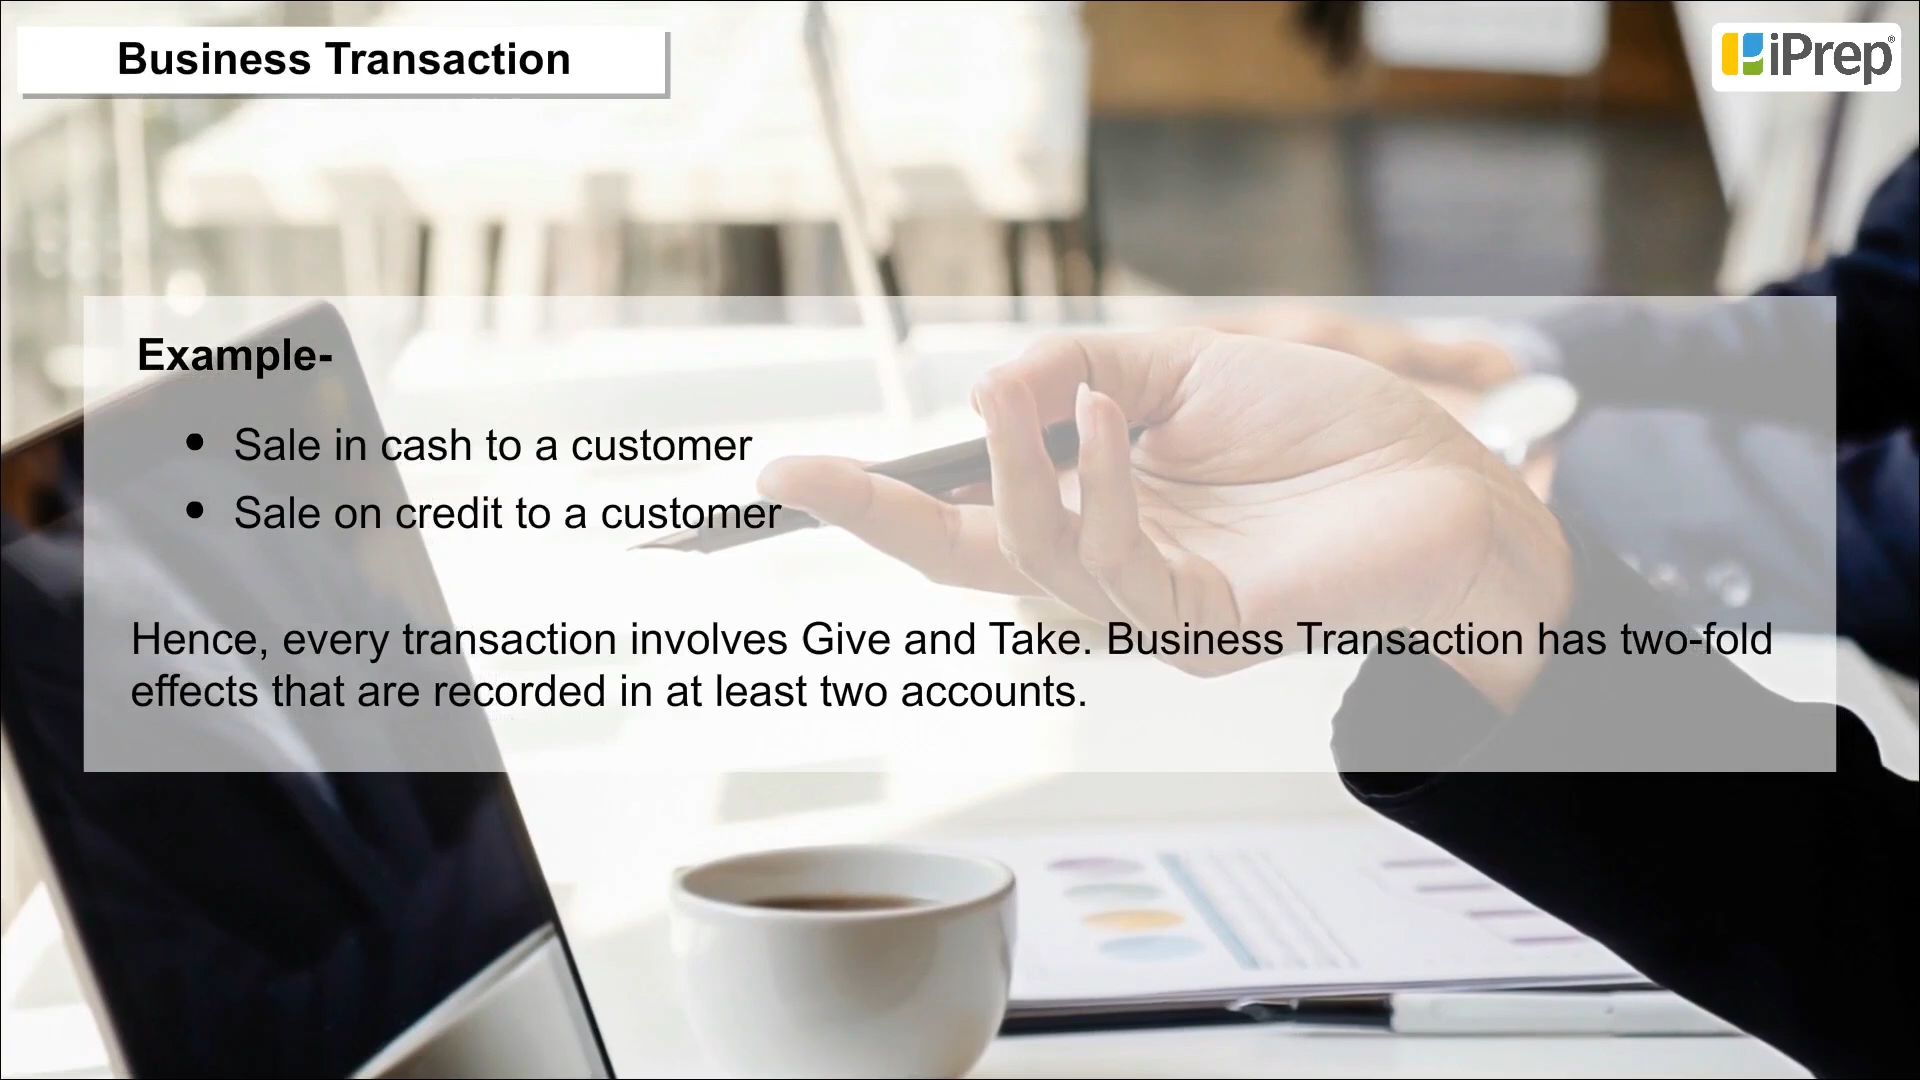 Business Transaction
iPrep®
Example-
• Sale in cash to a customer
• Sale on credit to a customer
Hence, every transaction involves Give and Take. Business Transaction has two-fold
effects that are recorded in at least two accounts.